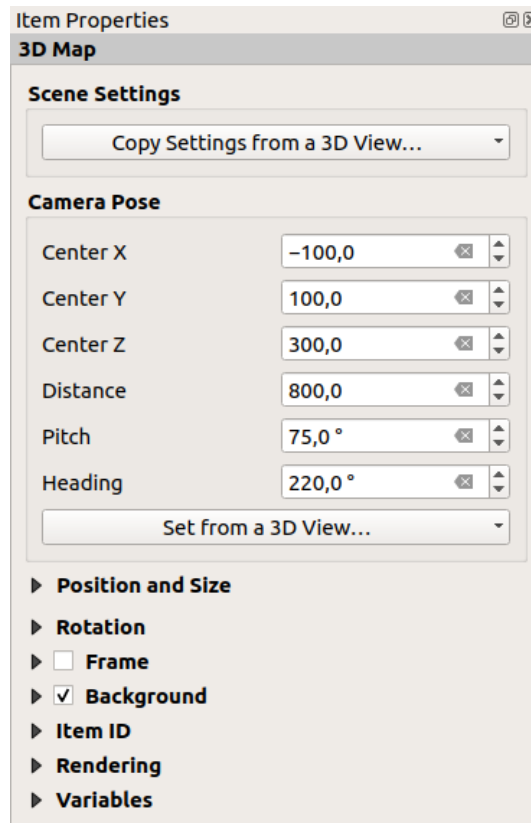 Item Properties
3D Map
Scene Settings
Copy Settings from a 3D View...
Camera Pose
Center X −100,0
Center Y 100,0
Center Z 300,0
Distance 800,0
Pitch 75,0 °
Heading 220,0 °
Set from a 3D View...
Position and Size
Rotation
Frame
Background
Item ID
Rendering
Variables